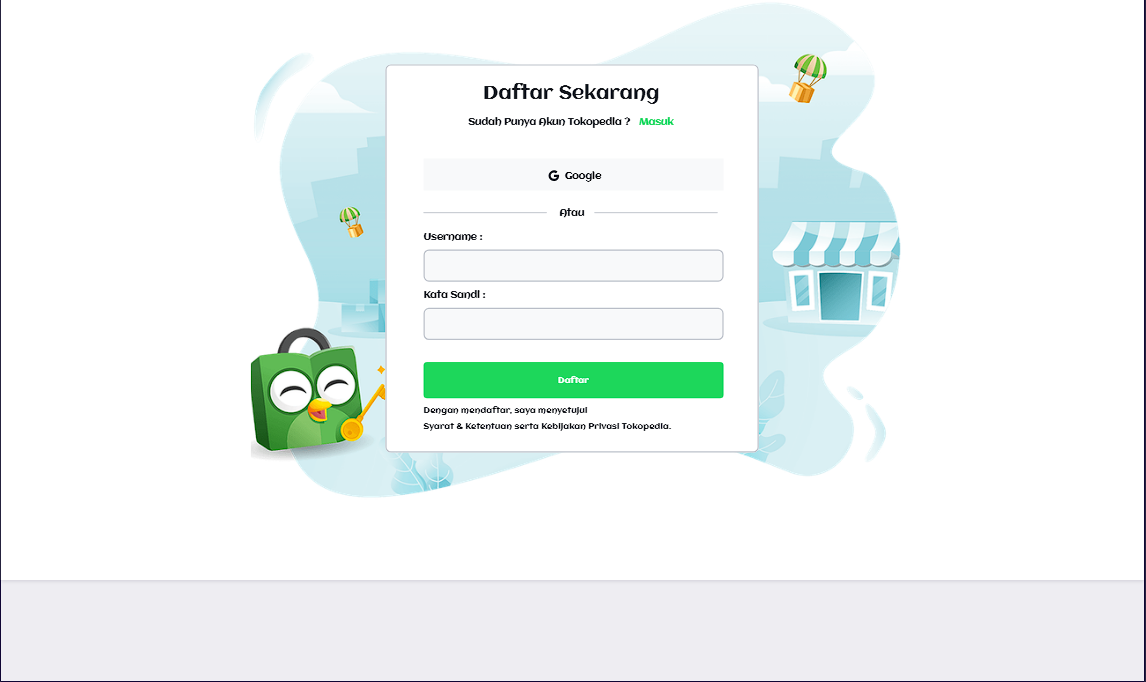 Daftar Sekarang
Sudah Punya Akun Tokopedia ? Masuk
Google
Atau
Username :
Kata Sandi :
Daftar
Dengan mendaftar, saya menyetujui
Syarat & Ketentuan serta Kebijakan Privasi Tokopedia.